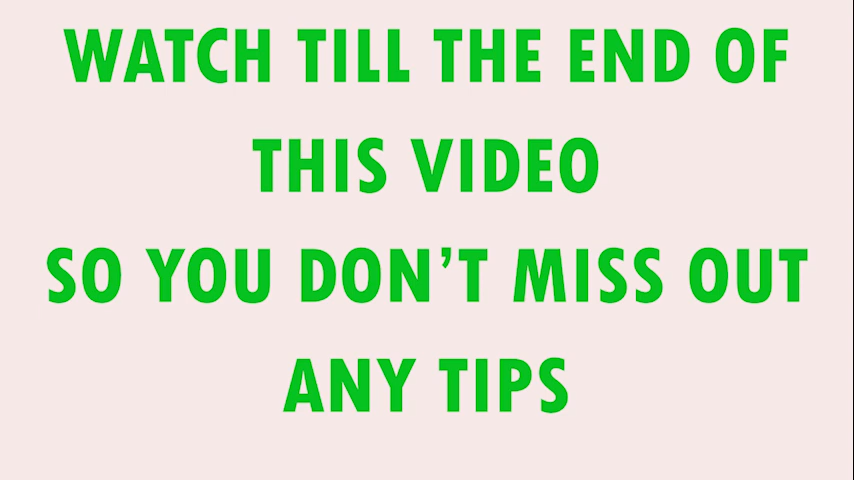 WATCH TILL THE END OF
THIS VIDEO
SO YOU DON’T MISS OUT
ANY TIPS